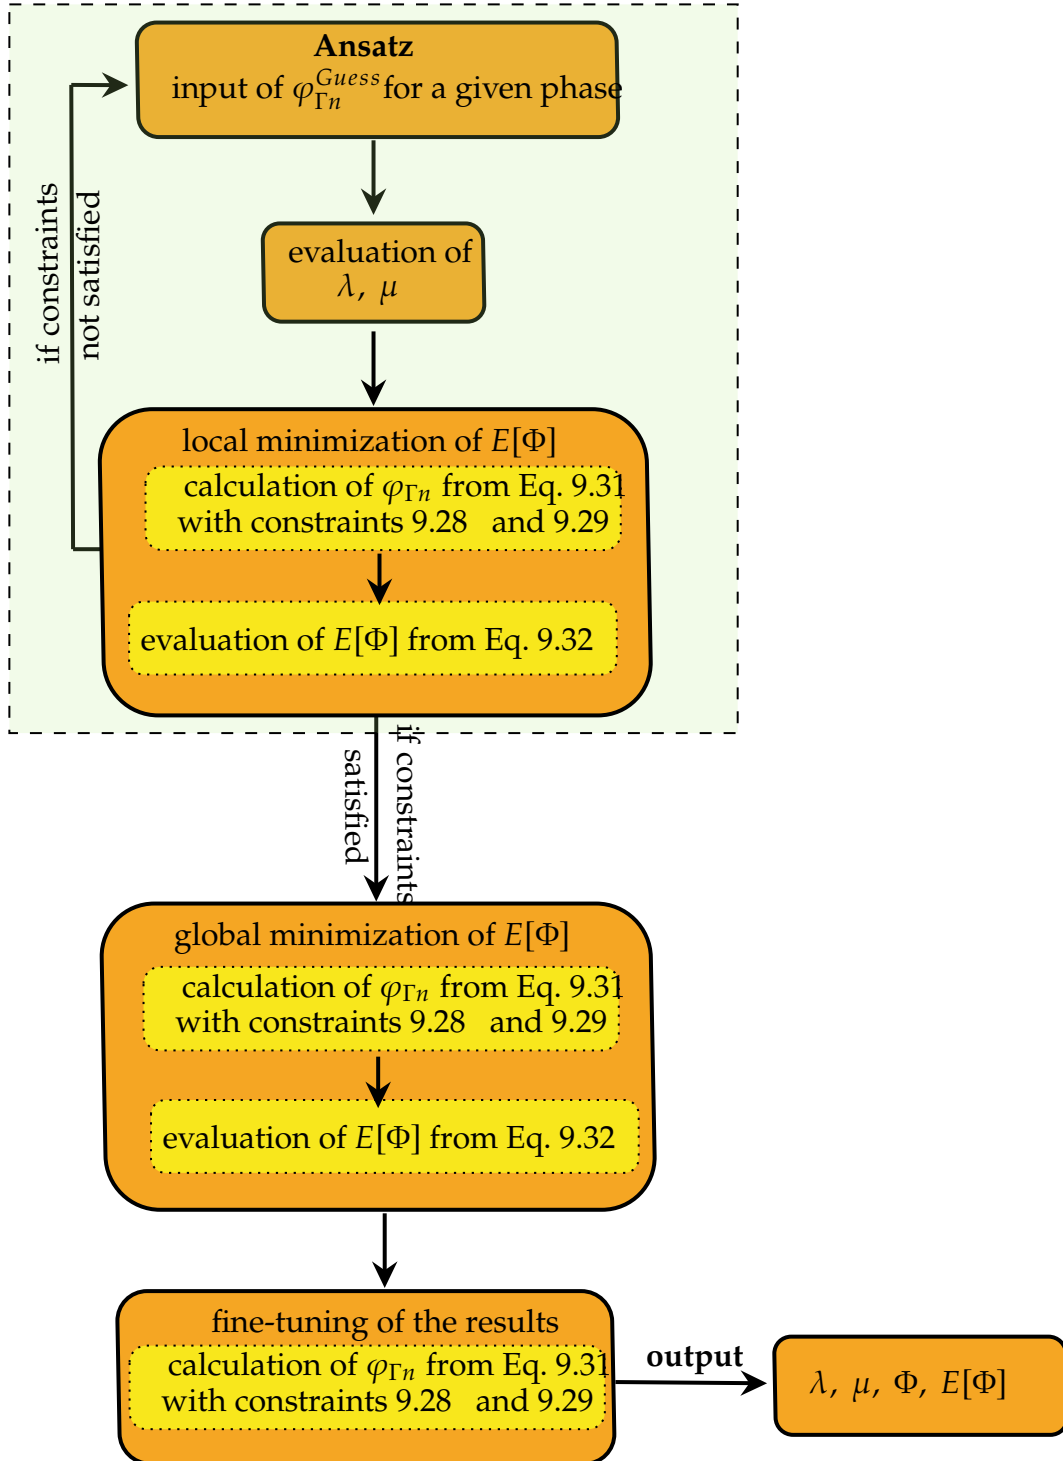 Ansatz
input of φ_{Γn}^{Guess} for a given phase
if constraints
not satisfied
evaluation of
λ, μ
local minimization of E[Φ]
calculation of φ_{Γn} from Eq. 9.31
with constraints 9.28 and 9.29
evaluation of E[Φ] from Eq. 9.32
if constraints
satisfied
global minimization of E[Φ]
calculation of φ_{Γn} from Eq. 9.31
with constraints 9.28 and 9.29
evaluation of E[Φ] from Eq. 9.32
fine-tuning of the results
calculation of φ_{Γn} from Eq. 9.31
with constraints 9.28 and 9.29
output
λ, μ, Φ, E[Φ]